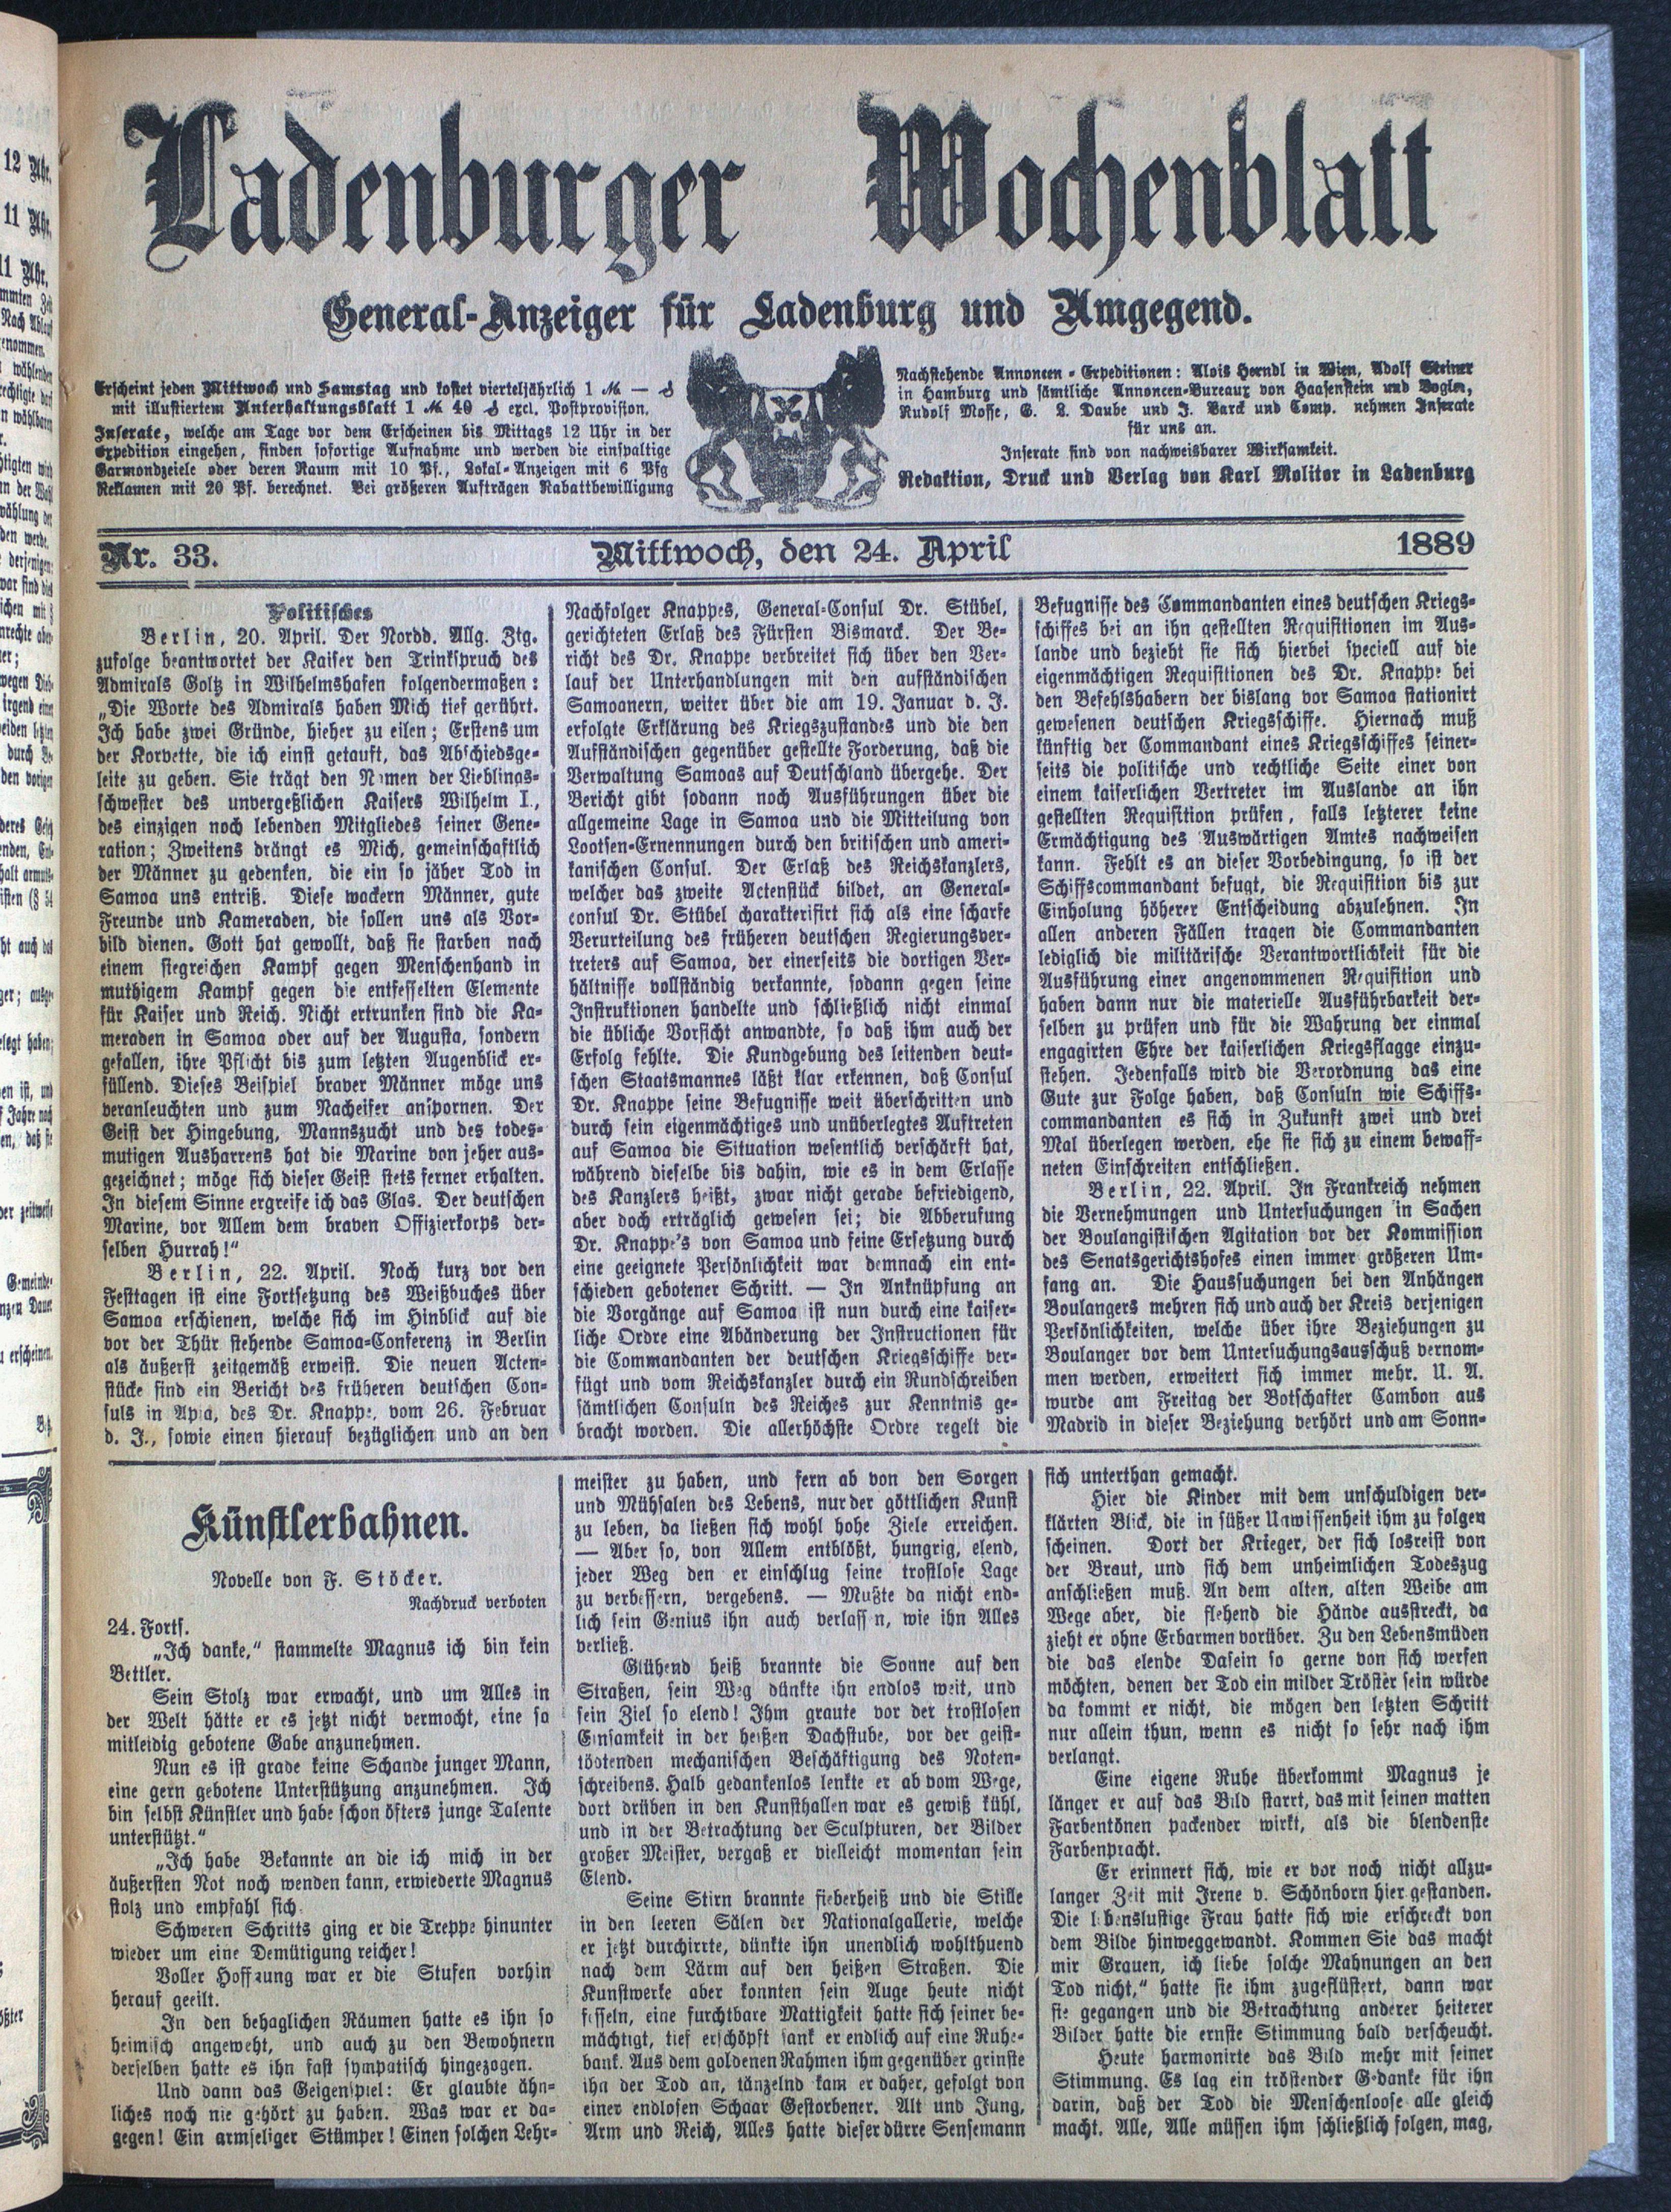 Ladenburger Wochenblatt
General-Anzeiger für Ladenburg und Umgegend.
Erscheint jeden Mittwoch und Samstag und kostet vierteljährlich 1 ℳ — ₰
mit illustiertem Unterhaltungsblatt 1 ℳ 40 ₰ excl. Postprovision.
Inserate, welche am Tage vor dem Erscheinen bis Mittags 12 Uhr in der
Expedition eingehen, finden sofortige Aufnahme und werden die einspaltige
Garmondzeiele oder deren Raum mit 10 Pf., Lokal-Anzeigen mit 6 Pfg
Reklamen mit 20 Pf. berechnet. Bei größeren Aufträgen Rabattbewilligung
Nachstehende Annoncen-Expeditionen: Alois Herndl in Wien, Adolf Steiner
in Hamburg und sämtliche Annoncen-Bureaux von Haasenstein und Vogler,
Rudolf Mosse, G. L. Daube und J. Barck und Comp. nehmen Inserate
für uns an.
Inserate sind von nachweisbarer Wirksamkeit.
Redaktion, Druck und Verlag von Karl Molitor in Ladenburg
Nr. 33. Mittwoch, den 24. April 1889
Politisches
Berlin, 20. April. Der Nordd. Allg. Ztg.
zufolge beantwortet der Kaiser den Trinkspruch des
Admirals Goltz in Wilhelmshafen folgendermaßen:
„Die Worte des Admirals haben Mich tief gerührt.
Ich habe zwei Gründe, hieher zu eilen; Erstens um
der Korvette, die ich einst getauft, das Abschiedsge-
leite zu geben. Sie trägt den Namen der Lieblings-
schwester des unvergeßlichen Kaisers Wilhelm I.,
des einzigen noch lebenden Mitgliedes seiner Gene-
ration; Zweitens drängt es Mich, gemeinschaftlich
der Männer zu gedenken, die ein so jäher Tod in
Samoa uns entriß. Diese wackern Männer, gute
Freunde und Kameraden, die sollen uns als Vor-
bild dienen. Gott hat gewollt, daß sie starben nach
einem siegreichen Kampf gegen Menschenhand in
muthigem Kampf gegen die entfesselten Elemente
für Kaiser und Reich. Nicht ertrunken sind die Ka-
meraden in Samoa oder auf der Augusta, sondern
gefallen, ihre Pflicht bis zum letzten Augenblick er-
füllend. Dieses Beispiel braver Männer möge uns
veranleuchten und zum Nacheifer anspornen. Der
Geist der Hingebung, Mannszucht und des todes-
mutigen Ausharrens hat die Marine von jeher aus-
gezeichnet; möge sich dieser Geist stets ferner erhalten.
In diesem Sinne ergreife ich das Glas. Der deutschen
Marine, vor Allem dem braven Offizierkorps der-
selben Hurrah!“
Berlin, 22. April. Noch kurz vor den
Festtagen ist eine Fortsetzung des Weißbuches über
Samoa erschienen, welche sich im Hinblick auf die
vor der Thür stehende Samoa-Conferenz in Berlin
als äußerst zeitgemäß erweist. Die neuen Acten-
stücke sind ein Bericht des früheren deutschen Con-
suls in Apia, des Dr. Knappe, vom 26. Februar
d. J., sowie einen hierauf bezüglichen und an den
Nachfolger Knappes, General-Consul Dr. Stübel,
gerichteten Erlaß des Fürsten Bismarck. Der Be-
richt des Dr. Knappe verbreitet sich über den Ver-
lauf der Unterhandlungen mit den aufständischen
Samoanern, weiter über die am 19. Januar d. J.
erfolgte Erklärung des Kriegszustandes und die den
Aufständischen gegenüber gestellte Forderung, daß die
Verwaltung Samoas auf Deutschland übergehe. Der
Bericht gibt sodann noch Ausführungen über die
allgemeine Lage in Samoa und die Mitteilung von
Lootsen-Ernennungen durch den britischen und ameri-
kanischen Consul. Der Erlaß des Reichskanzlers,
welcher das zweite Actenstück bildet, an General-
consul Dr. Stübel charakterisirt sich als eine scharfe
Verurteilung des früheren deutschen Regierungsver-
treters auf Samoa, der einerseits die dortigen Ver-
hältnisse vollständig verkannte, sodann gegen seine
Instruktionen handelte und schließlich nicht einmal
die übliche Vorsicht anwandte, so daß ihm auch der
Erfolg fehlte. Die Kundgebung des leitenden deut-
schen Staatsmannes läßt klar erkennen, daß Consul
Dr. Knappe seine Befugnisse weit überschritten und
durch sein eigenmächtiges und unüberlegtes Auftreten
auf Samoa die Situation wesentlich verschärft hat,
während dieselbe bis dahin, wie es in dem Erlasse
des Kanzlers heißt, zwar nicht gerade befriedigend,
aber doch erträglich gewesen sei; die Abberufung
Dr. Knappe's von Samoa und seine Ersetzung durch
eine geeignete Persönlichkeit war demnach ein ent-
schieden gebotener Schritt. — In Anknüpfung an
die Vorgänge auf Samoa ist nun durch eine kaiser-
liche Ordre eine Abänderung der Instructionen für
die Commandanten der deutschen Kriegsschiffe ver-
fügt und vom Reichskanzler durch ein Rundschreiben
sämtlichen Consuln des Reiches zur Kenntnis ge-
bracht worden. Die allerhöchste Ordre regelt die
Befugnisse des Commandanten eines deutschen Kriegs-
schiffes bei an ihn gestellten Requisitionen im Aus-
lande und bezieht sie sich hierbei speciell auf die
eigenmächtigen Requisitionen des Dr. Knappe bei
den Befehlshabern der bislang vor Samoa stationirt
gewesenen deutschen Kriegsschiffe. Hiernach muß
künftig der Commandant eines Kriegsschiffes seiner-
seits die politische und rechtliche Seite einer von
einem kaiserlichen Vertreter im Auslande an ihn
gestellten Requisition prüfen, falls letzterer keine
Ermächtigung des Auswärtigen Amtes nachweisen
kann. Fehlt es an dieser Vorbedingung, so ist der
Schiffscommandant befugt, die Requisition bis zur
Einholung höherer Entscheidung abzulehnen. In
allen anderen Fällen tragen die Commandanten
lediglich die militärische Verantwortlichkeit für die
Ausführung einer angenommenen Requisition und
haben dann nur die materielle Ausführbarkeit der-
selben zu prüfen und für die Wahrung der einmal
engagirten Ehre der kaiserlichen Kriegsflagge einzu-
stehen. Jedenfalls wird die Verordnung das eine
Gute zur Folge haben, daß Consuln wie Schiffs-
commandanten es sich in Zukunft zwei und drei
Mal überlegen werden, ehe sie sich zu einem bewaff-
neten Einschreiten entschließen.
Berlin, 22. April. In Frankreich nehmen
die Vernehmungen und Untersuchungen in Sachen
der Boulangistischen Agitation vor der Kommission
des Senatsgerichtshofes einen immer größeren Um-
fang an. Die Haussuchungen bei den Anhängen
Boulangers mehren sich und auch der Kreis derjenigen
Persönlichkeiten, welche über ihre Beziehungen zu
Boulanger vor dem Untersuchungsausschuß vernom-
men werden, erweitert sich immer mehr. U. A.
wurde am Freitag der Botschafter Cambon aus
Madrid in dieser Beziehung verhört und am Sonn-
Künstlerbahnen.
Novelle von F. Stöcker.
Nachdruck verboten
24. Forts.
„Ich danke,“ stammelte Magnus ich bin kein
Bettler.
Sein Stolz war erwacht, und um Alles in
der Welt hätte er es jetzt nicht vermocht, eine so
mitleidig gebotene Gabe anzunehmen.
Nun es ist grade keine Schande junger Mann,
eine gern gebotene Unterstützung anzunehmen. Ich
bin selbst Künstler und habe schon öfters junge Talente
unterstützt.“
„Ich habe Bekannte an die ich mich in der
äußersten Not noch wenden kann, erwiederte Magnus
stolz und empfahl sich.
Schweren Schritts ging er die Treppe hinunter
wieder um eine Demütigung reicher!
Voller Hoffnung war er die Stufen vorhin
herauf geeilt.
In den behaglichen Räumen hatte es ihn so
heimisch angeweht, und auch zu den Bewohnern
derselben hatte es ihn fast sympatisch hingezogen.
Und dann das Geigenspiel: Er glaubte ähn-
liches noch nie gehört zu haben. Was war er da-
gegen! Ein armseliger Stümper! Einen solchen Lehr-
meister zu haben, und fern ab von den Sorgen
und Mühsalen des Lebens, nur der göttlichen Kunst
zu leben, da ließen sich wohl hohe Ziele erreichen.
— Aber so, von Allem entblößt, hungrig, elend,
jeder Weg den er einschlug seine trostlose Lage
zu verbessern, vergebens. — Mußte da nicht end-
lich sein Genius ihn auch verlass n, wie ihn Alles
verließ.
Glühend heiß brannte die Sonne auf den
Straßen, sein Weg dünkte ihn endlos weit, und
sein Ziel so elend! Ihm graute vor der trostlosen
Einsamkeit in der heißen Dachstube, vor der geist-
tödtenden mechanischen Beschäftigung des Noten-
schreibens. Halb gedankenlos lenkte er ab vom Wege,
dort drüben in den Kunsthallen war es gewiß kühl,
und in der Betrachtung der Sculpturen, der Bilder
großer Meister, vergaß er vielleicht momentan sein
Elend.
Seine Stirn brannte fieberheiß und die Stille
in den leeren Sälen der Nationalgallerie, welche
er jetzt durchirrte, dünkte ihn unendlich wohlthuend
nach dem Lärm auf den heißen Straßen. Die
Kunstwerke aber konnten sein Auge heute nicht
fesseln, eine furchtbare Mattigkeit hatte sich seiner be-
mächtigt, tief erschöpft sank er endlich auf eine Ruhe-
bank. Aus dem goldenen Rahmen ihm gegenüber grinste
ihn der Tod an, tänzelnd kam er daher, gefolgt von
einer endlosen Schaar Gestorbener. Alt und Jung,
Arm und Reich, Alles hatte dieser dürre Sensemann
sich unterthan gemacht.
Hier die Kinder mit dem unschuldigen ver-
klärten Blick, die in süßer Unwissenheit ihm zu folgen
scheinen. Dort der Krieger, der sich losreist von
der Braut, und sich dem unheimlichen Todeszug
anschließen muß. An dem alten, alten Weibe am
Wege aber, die flehend die Hände ausstreckt, da
zieht er ohne Erbarmen vorüber. Zu den Lebensmüden
die das elende Dasein so gerne von sich werfen
möchten, denen der Tod ein milder Tröster sein würde
da kommt er nicht, die mögen den letzten Schritt
nur allein thun, wenn es nicht so sehr nach ihm
verlangt.
Eine eigene Ruhe überkommt Magnus je
länger er auf das Bild starrt, das mit seinen matten
Farbentönen packender wirkt, als die blendenste
Farbenpracht.
Er erinnert sich, wie er vor noch nicht allzu-
langer Zeit mit Irene v. Schönborn hier gestanden.
Die lebenslustige Frau hatte sich wie erschreckt von
dem Bilde hinweggewandt. Kommen Sie das macht
mir Grauen, ich liebe solche Mahnungen an den
Tod nicht,“ hatte sie ihm zugeflüstert, dann war
sie gegangen und die Betrachtung anderer heiterer
Bilder hatte die ernste Stimmung bald verscheucht.
Heute harmonirte das Bild mehr mit seiner
Stimmung. Es lag ein tröstender Gedanke für ihn
darin, daß der Tod die Menschenloose alle gleich
macht. Alle, Alle müssen ihm schließlich folgen, mag,